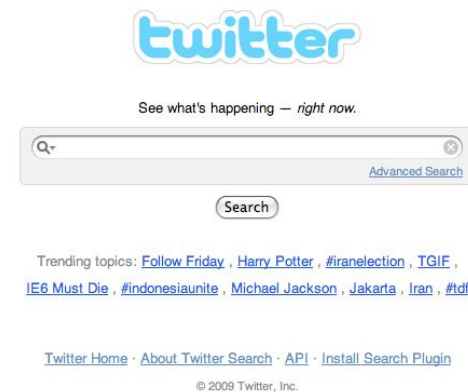 twitter
See what's happening — right now.
Advanced Search
Search
Trending topics: Follow Friday , Harry Potter , #iranelection , TGIF ,
IE6 Must Die , #indonesiaunite , Michael Jackson , Jakarta , Iran , #tdf
Twitter Home · About Twitter Search · API · Install Search Plugin
© 2009 Twitter, Inc.